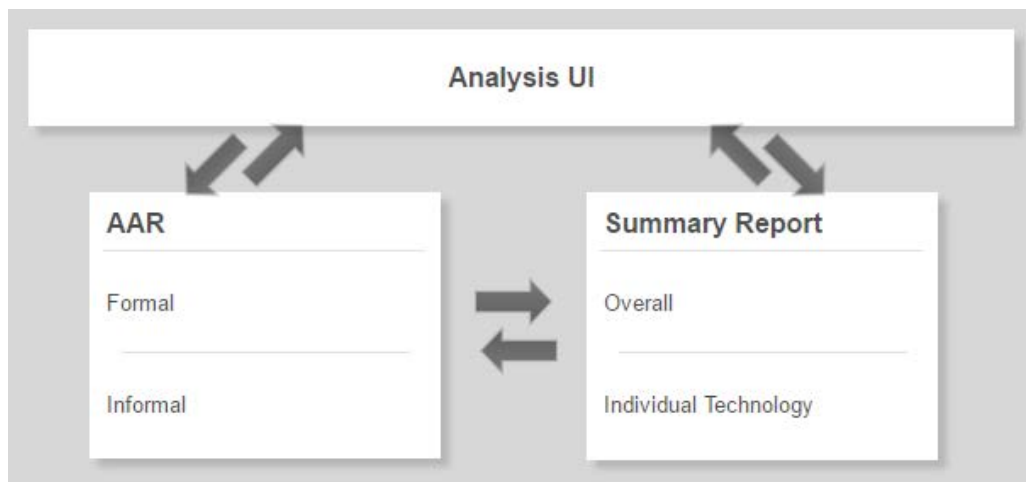 Analysis UI
AAR
Formal
Informal
Summary Report
Overall
Individual Technology